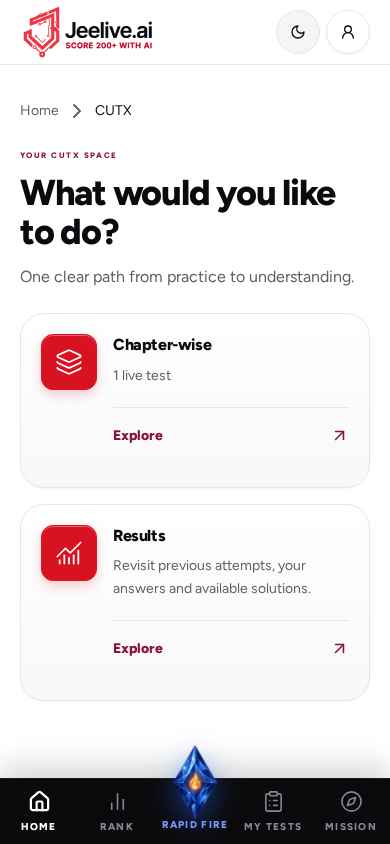 Jeelive.ai
SCORE 200+ WITH AI
Home > CUTX
YOUR CUTX SPACE
What would you like
to do?
One clear path from practice to understanding.
Chapter-wise
1 live test
Explore
Results
Revisit previous attempts, your
answers and available solutions.
Explore
HOME RANK RAPID FIRE MY TESTS MISSION